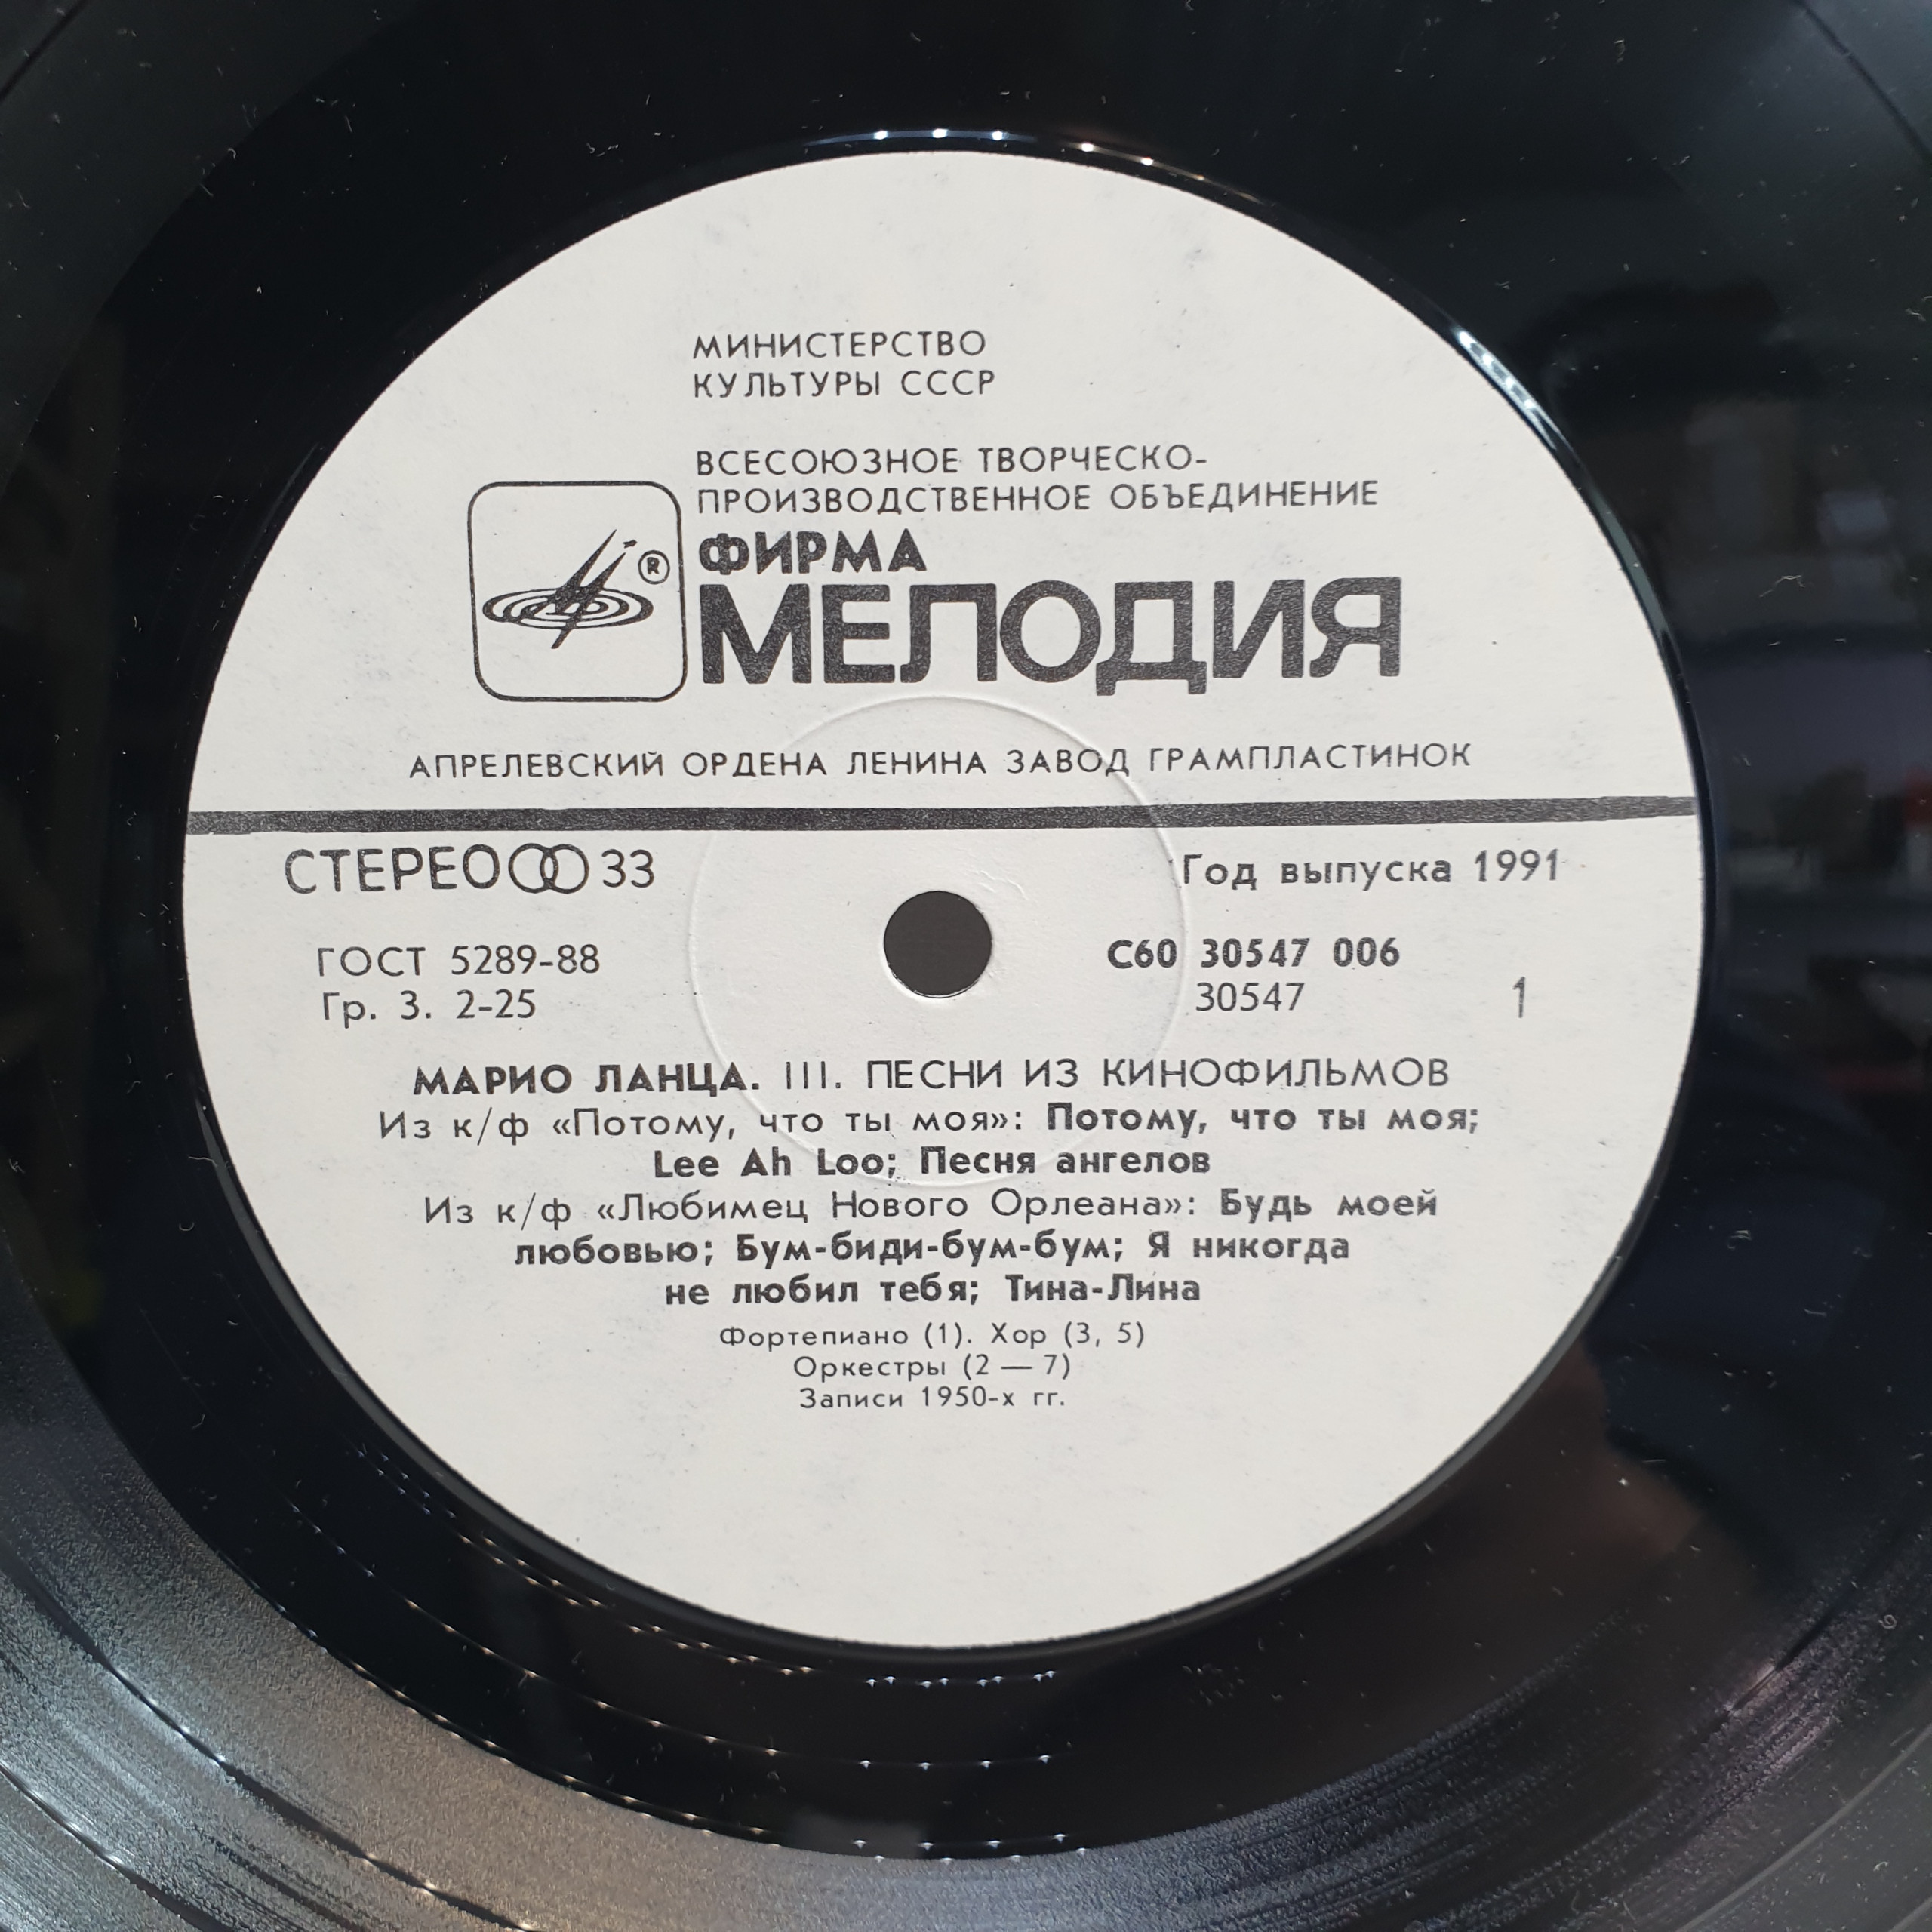 МИНИСТЕРСТВО
КУЛЬТУРЫ СССР
ВСЕСОЮЗНОЕ ТВОРЧЕСКО-
ПРОИЗВОДСТВЕННОЕ ОБЪЕДИНЕНИЕ
®
ФИРМА
МЕЛОДИЯ
АПРЕЛЕВСКИЙ ОРДЕНА ЛЕНИНА ЗАВОД ГРАМПЛАСТИНОК
СТЕРЕО 33
Год выпуска 1991
ГОСТ 5289-88
Гр. 3. 2-25
С60 30547 006
30547
1
МАРИО ЛАНЦА. III. ПЕСНИ ИЗ КИНОФИЛЬМОВ
Из к/ф «Потому, что ты моя»: Потому, что ты моя;
Lee Ah Loo; Песня ангелов
Из к/ф «Любимец Нового Орлеана»: Будь моей
любовью; Бум-биди-бум-бум; Я никогда
не любил тебя; Тина-Лина
Фортепиано (1). Хор (3, 5)
Оркестры (2 — 7)
Записи 1950-х гг.